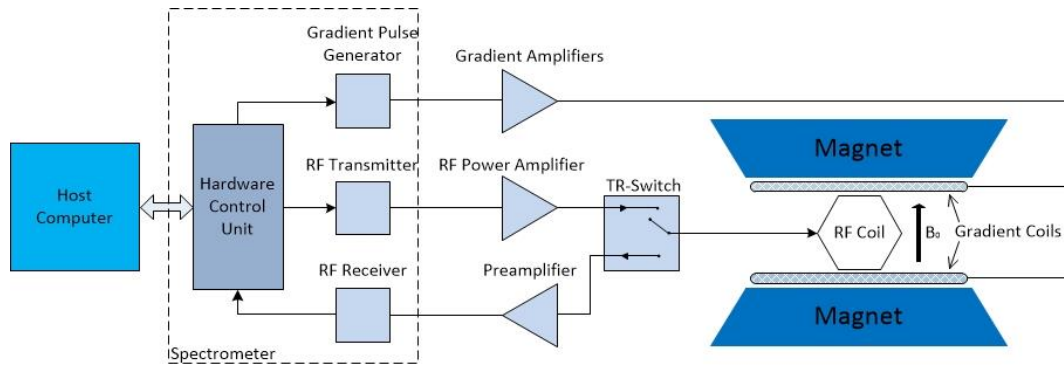 Gradient Pulse
Generator
Gradient Amplifiers
Magnet
Host
Computer
Hardware
Control
Unit
RF Transmitter
RF Power Amplifier
TR-Switch
RF Coil
B₀
Gradient Coils
RF Receiver
Preamplifier
Magnet
Spectrometer